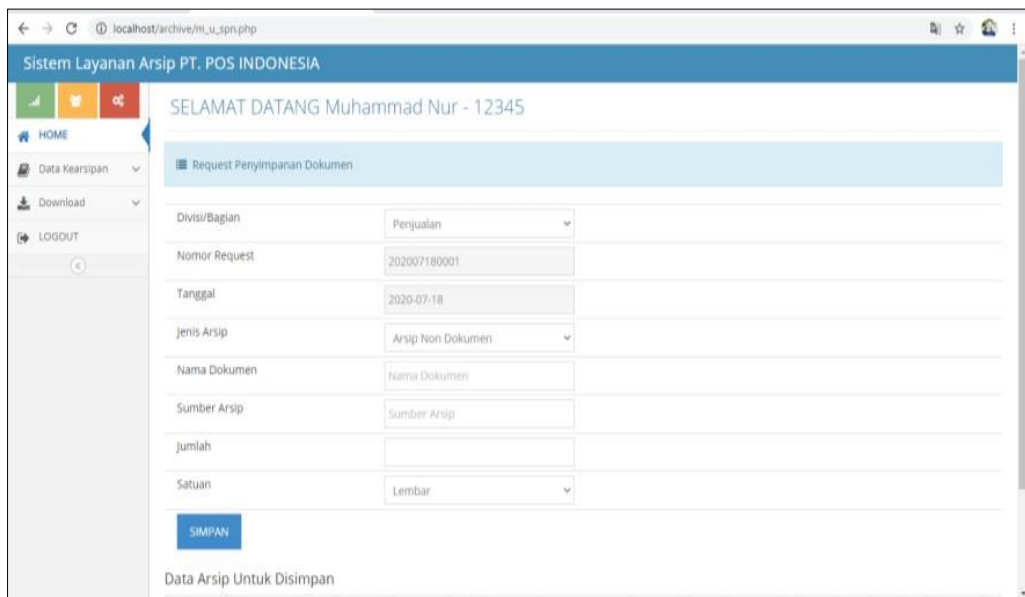 localhost/archive/m_u_spn.php
Sistem Layanan Arsip PT. POS INDONESIA
SELAMAT DATANG Muhammad Nur - 12345
HOME
Data Kearsipan
Download
LOGOUT
Request Penyimpanan Dokumen
Divisi/Bagian Penjualan
Nomor Request 202007180001
Tanggal 2020-07-18
Jenis Arsip Arsip Non Dokumen
Nama Dokumen Nama Dokumen
Sumber Arsip Sumber Arsip
Jumlah
Satuan Lembar
SIMPAN
Data Arsip Untuk Disimpan